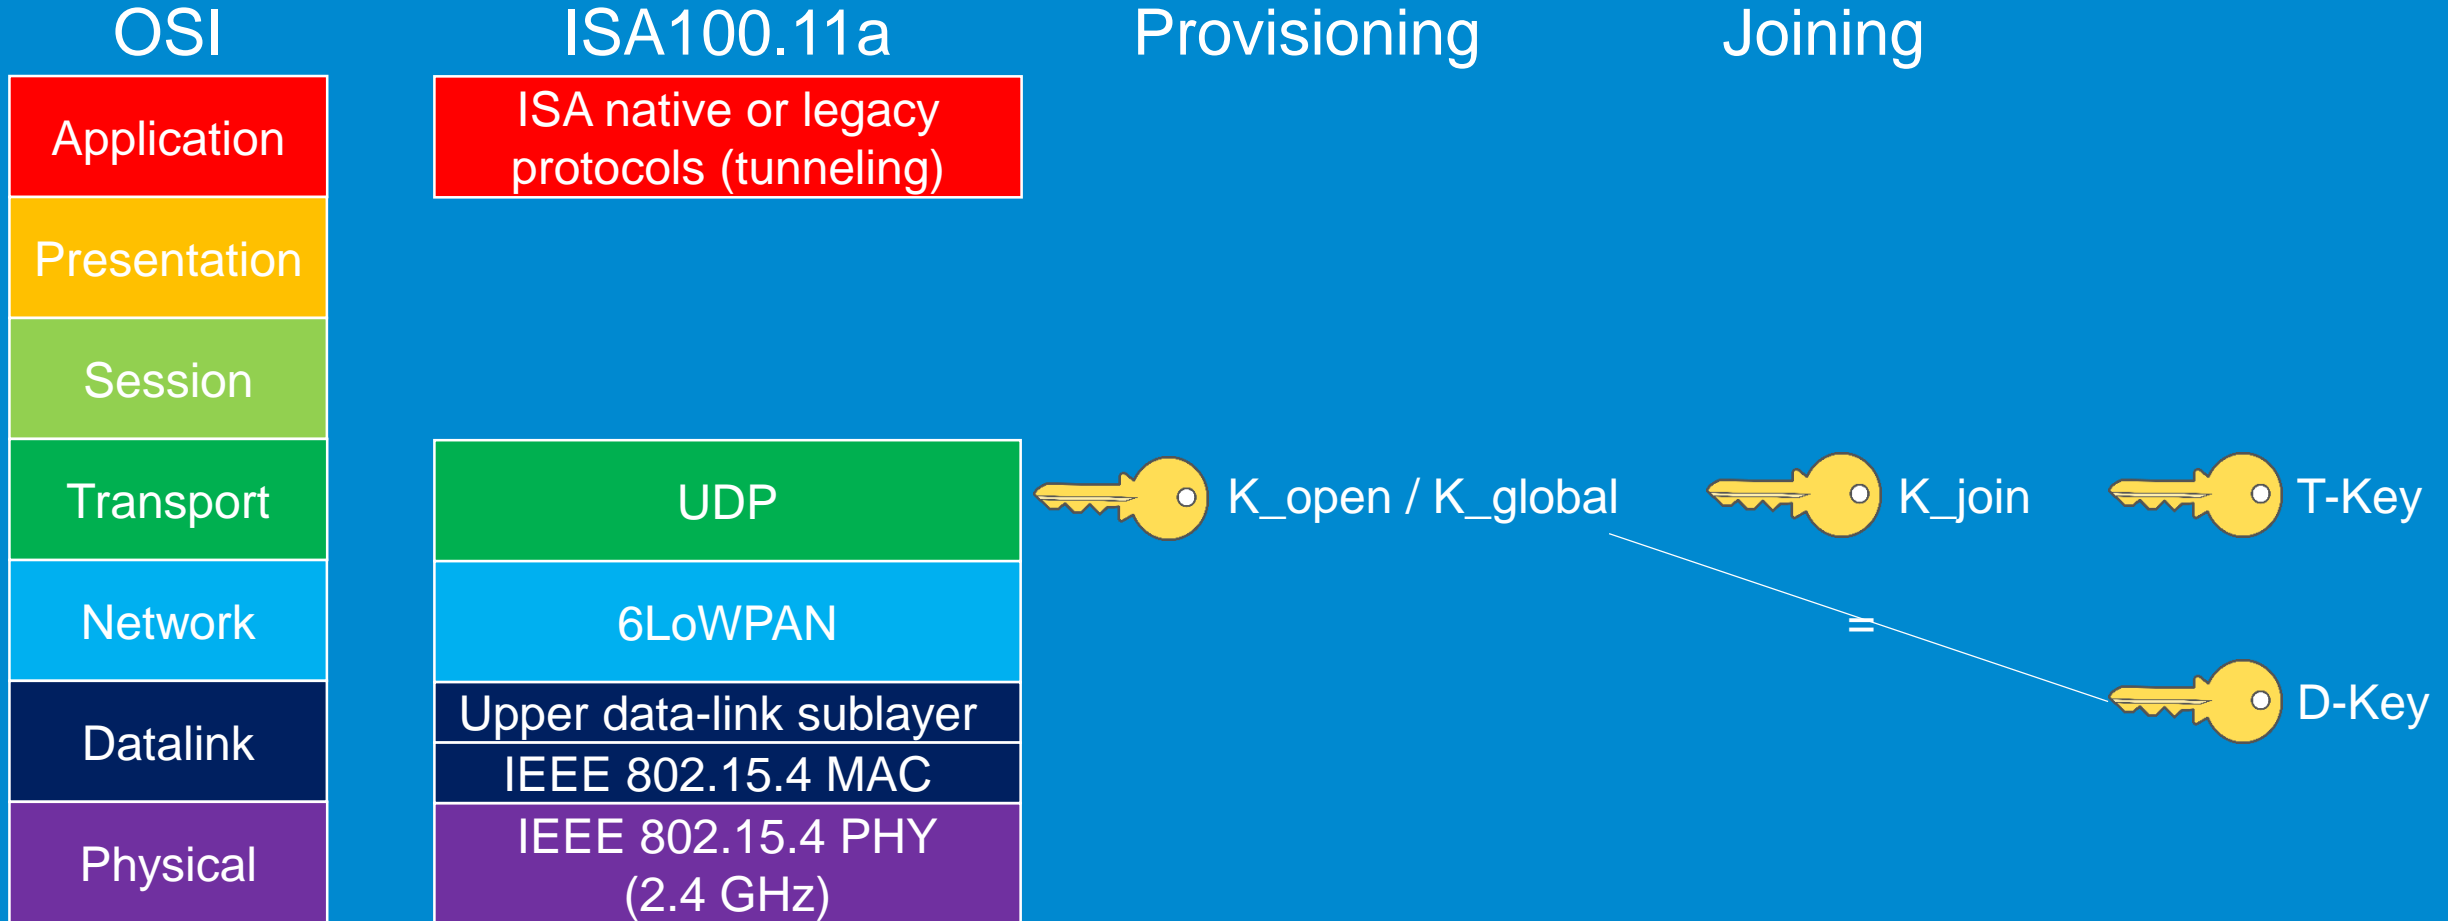 OSI
ISA100.11a
Provisioning
Joining
Application
ISA native or legacy
protocols (tunneling)
Presentation
Session
Transport
UDP
K_open / K_global
K_join
T-Key
Network
6LoWPAN
=
Datalink
Upper data-link sublayer
IEEE 802.15.4 MAC
D-Key
Physical
IEEE 802.15.4 PHY
(2.4 GHz)